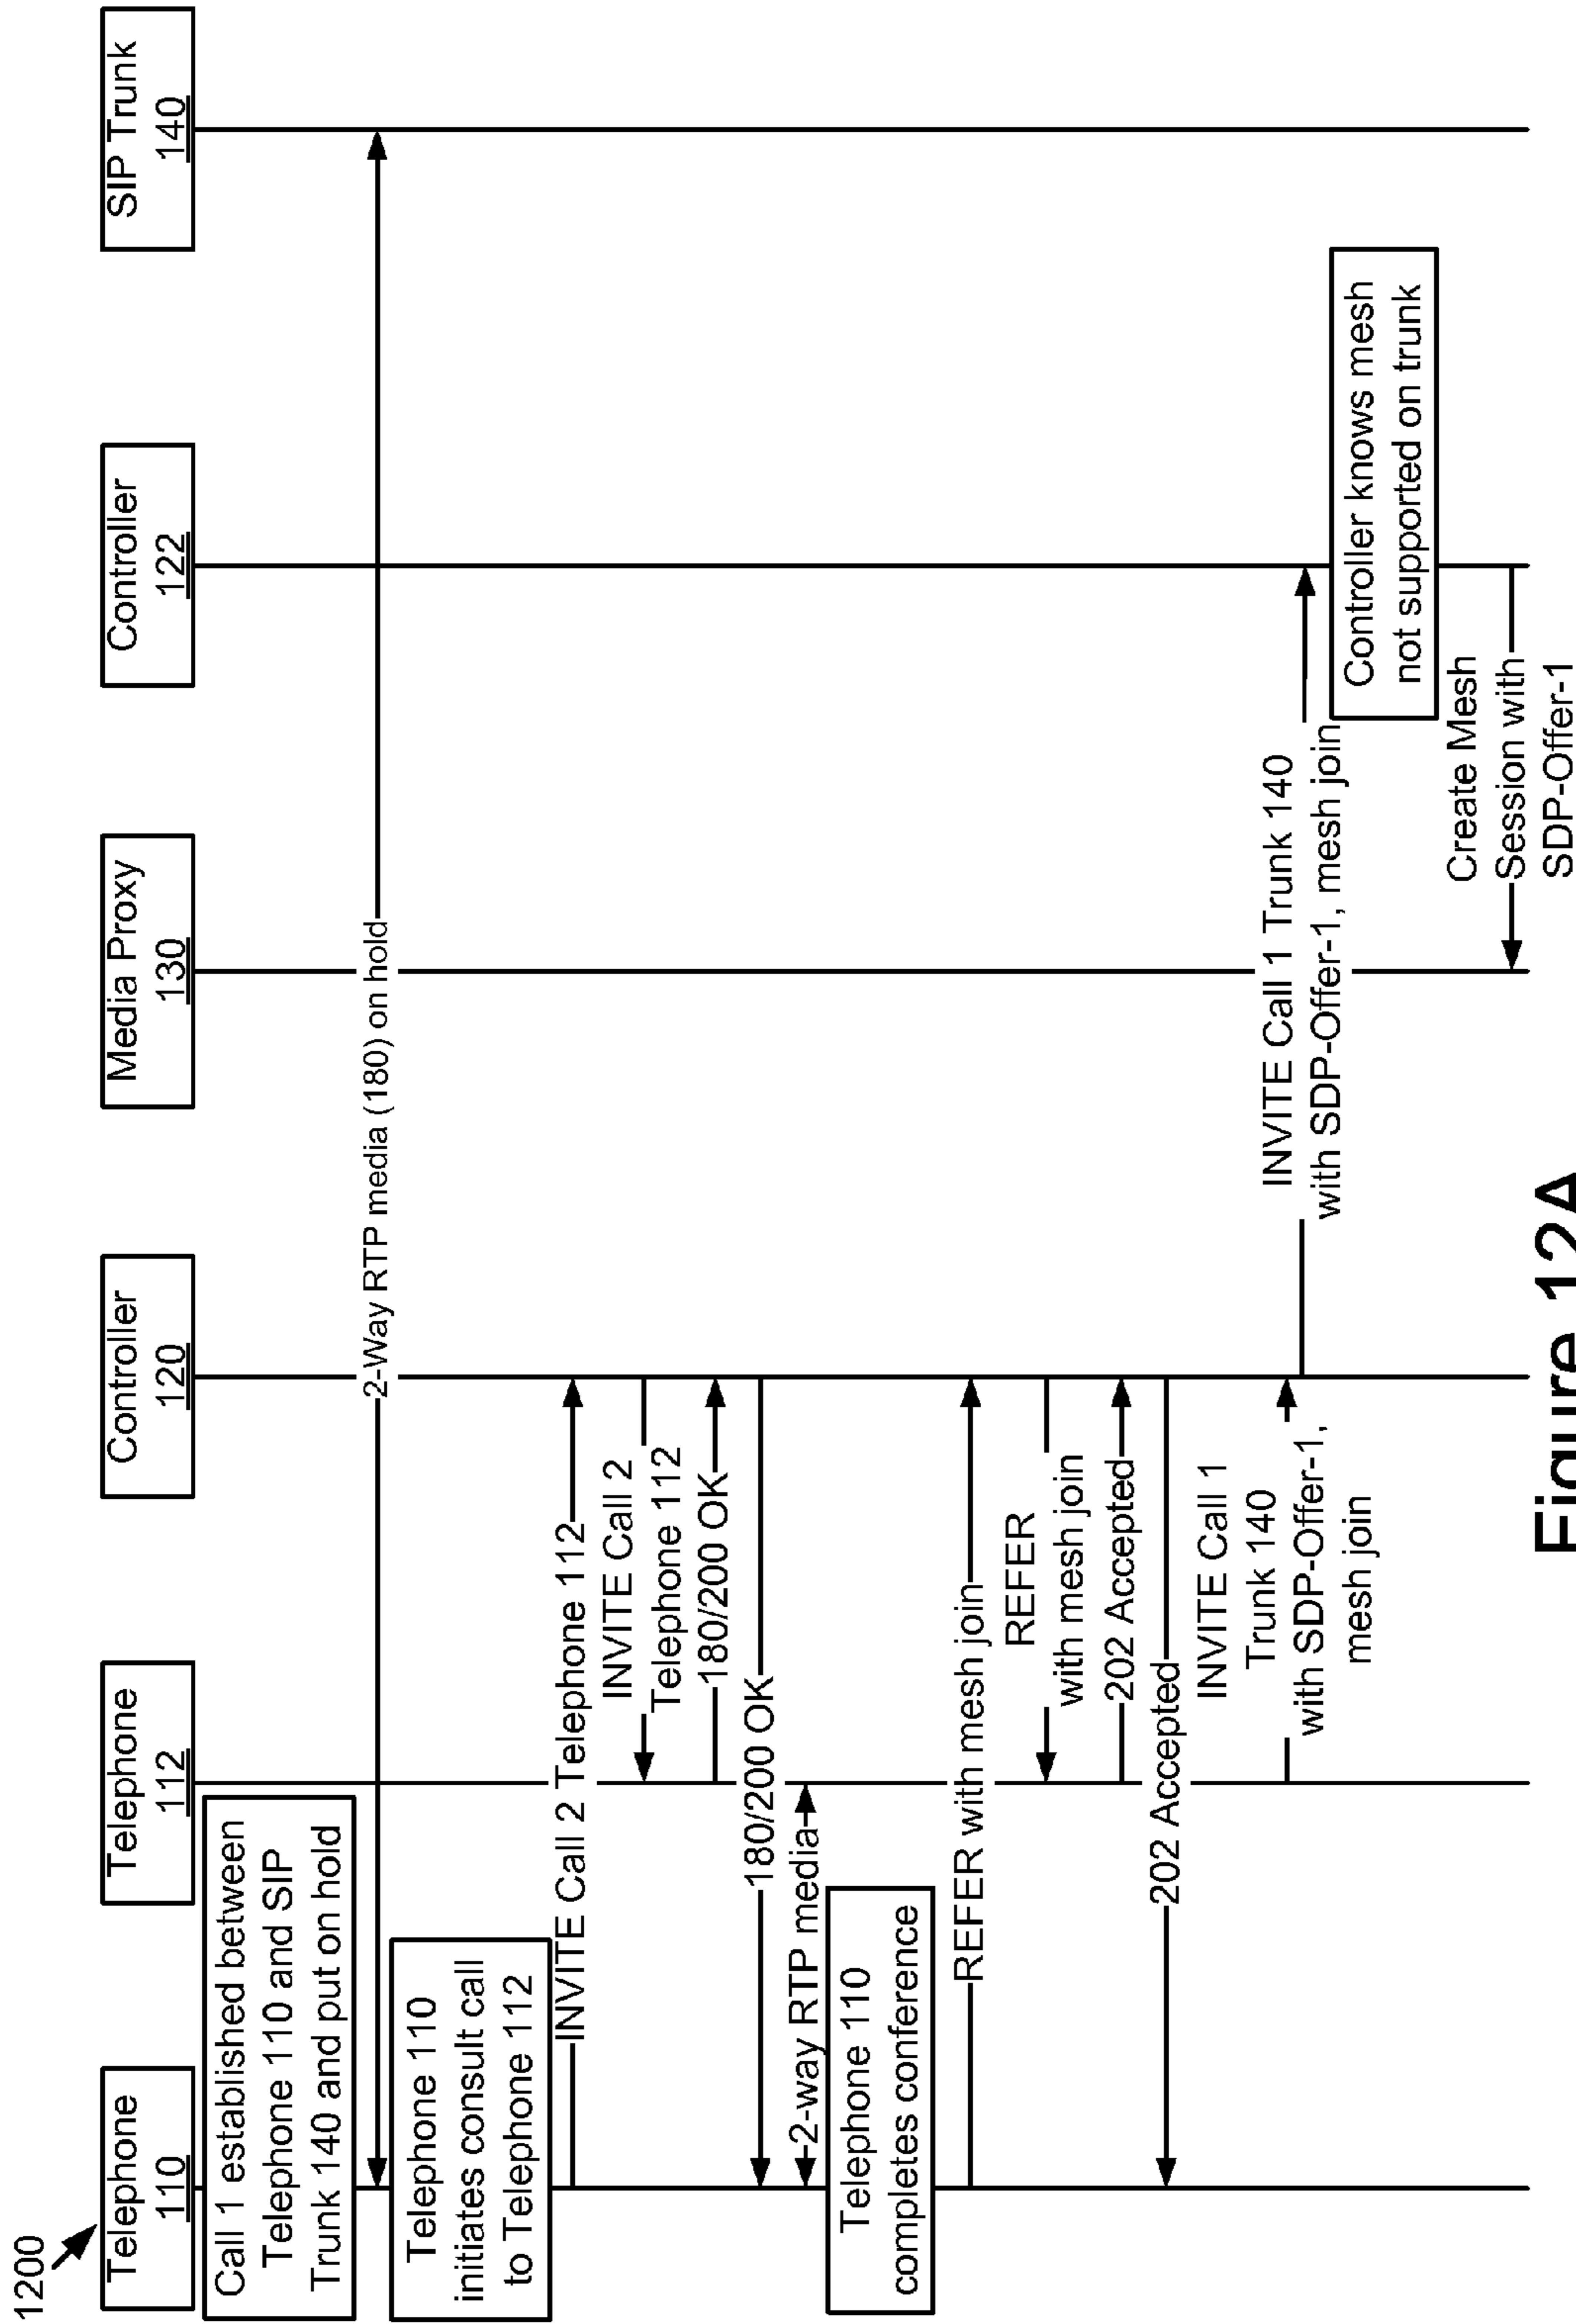 1200
Telephone
110
Telephone
112
Controller
120
Media Proxy
130
Controller
122
SIP Trunk
140
Call 1 established between
Telephone 110 and SIP
Trunk 140 and put on hold
2-Way RTP media (180) on hold
Telephone 110
initiates consult call
to Telephone 112
INVITE Call 2 Telephone 112
INVITE Call 2
Telephone 112
180/200 OK
180/200 OK
2-way RTP media
Telephone 110
completes conference
REFER with mesh join
REFER
with mesh join
202 Accepted
202 Accepted
INVITE Call 1
Trunk 140
with SDP-Offer-1,
mesh join
INVITE Call 1 Trunk 140
with SDP-Offer-1, mesh join
Controller knows mesh
not supported on trunk
Create Mesh
Session with
SDP-Offer-1
Figure 12A